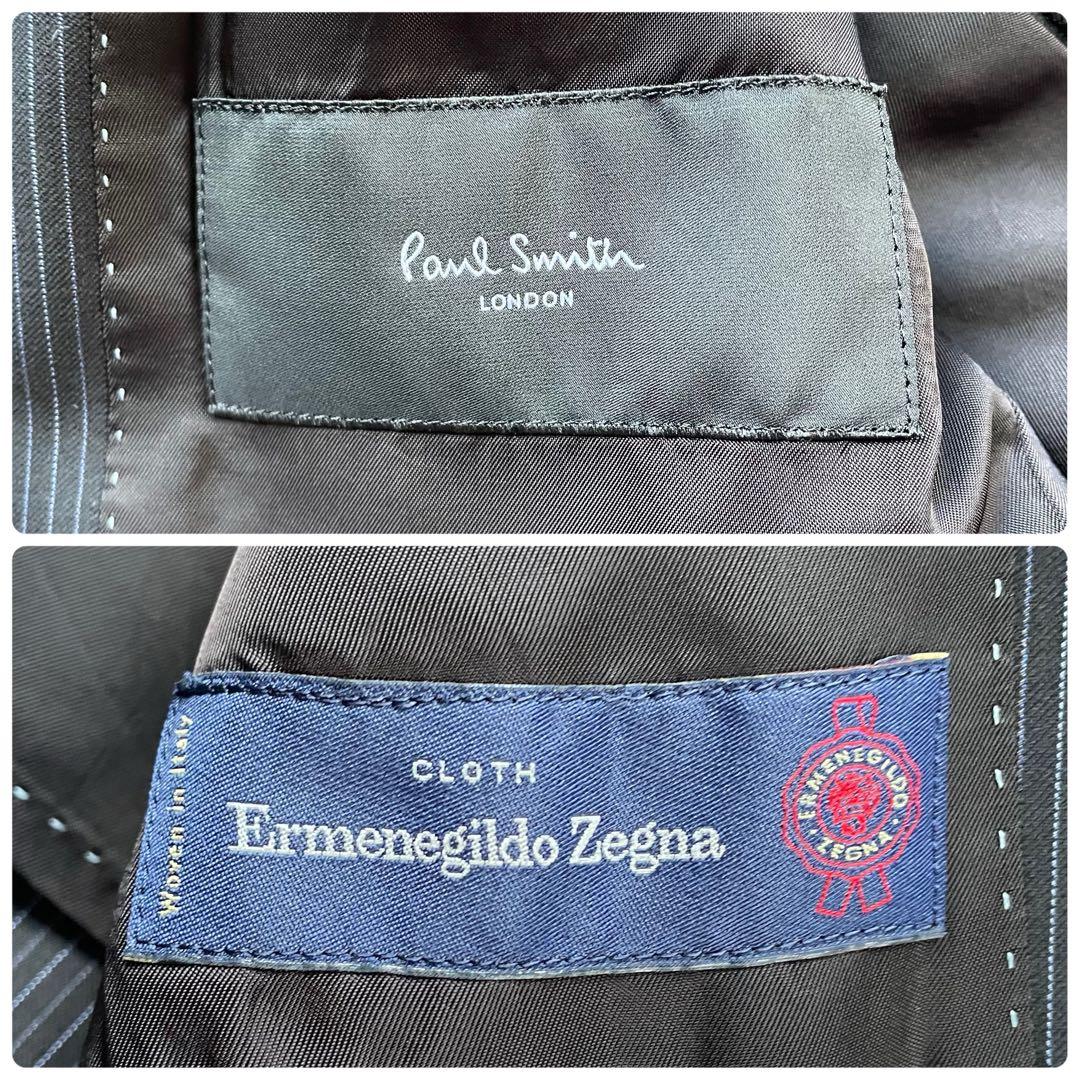 Paul Smith
LONDON
Woven in Italy
CLOTH
Ermenegildo Zegna
ERMENEGILDO
· ZEGNA ·